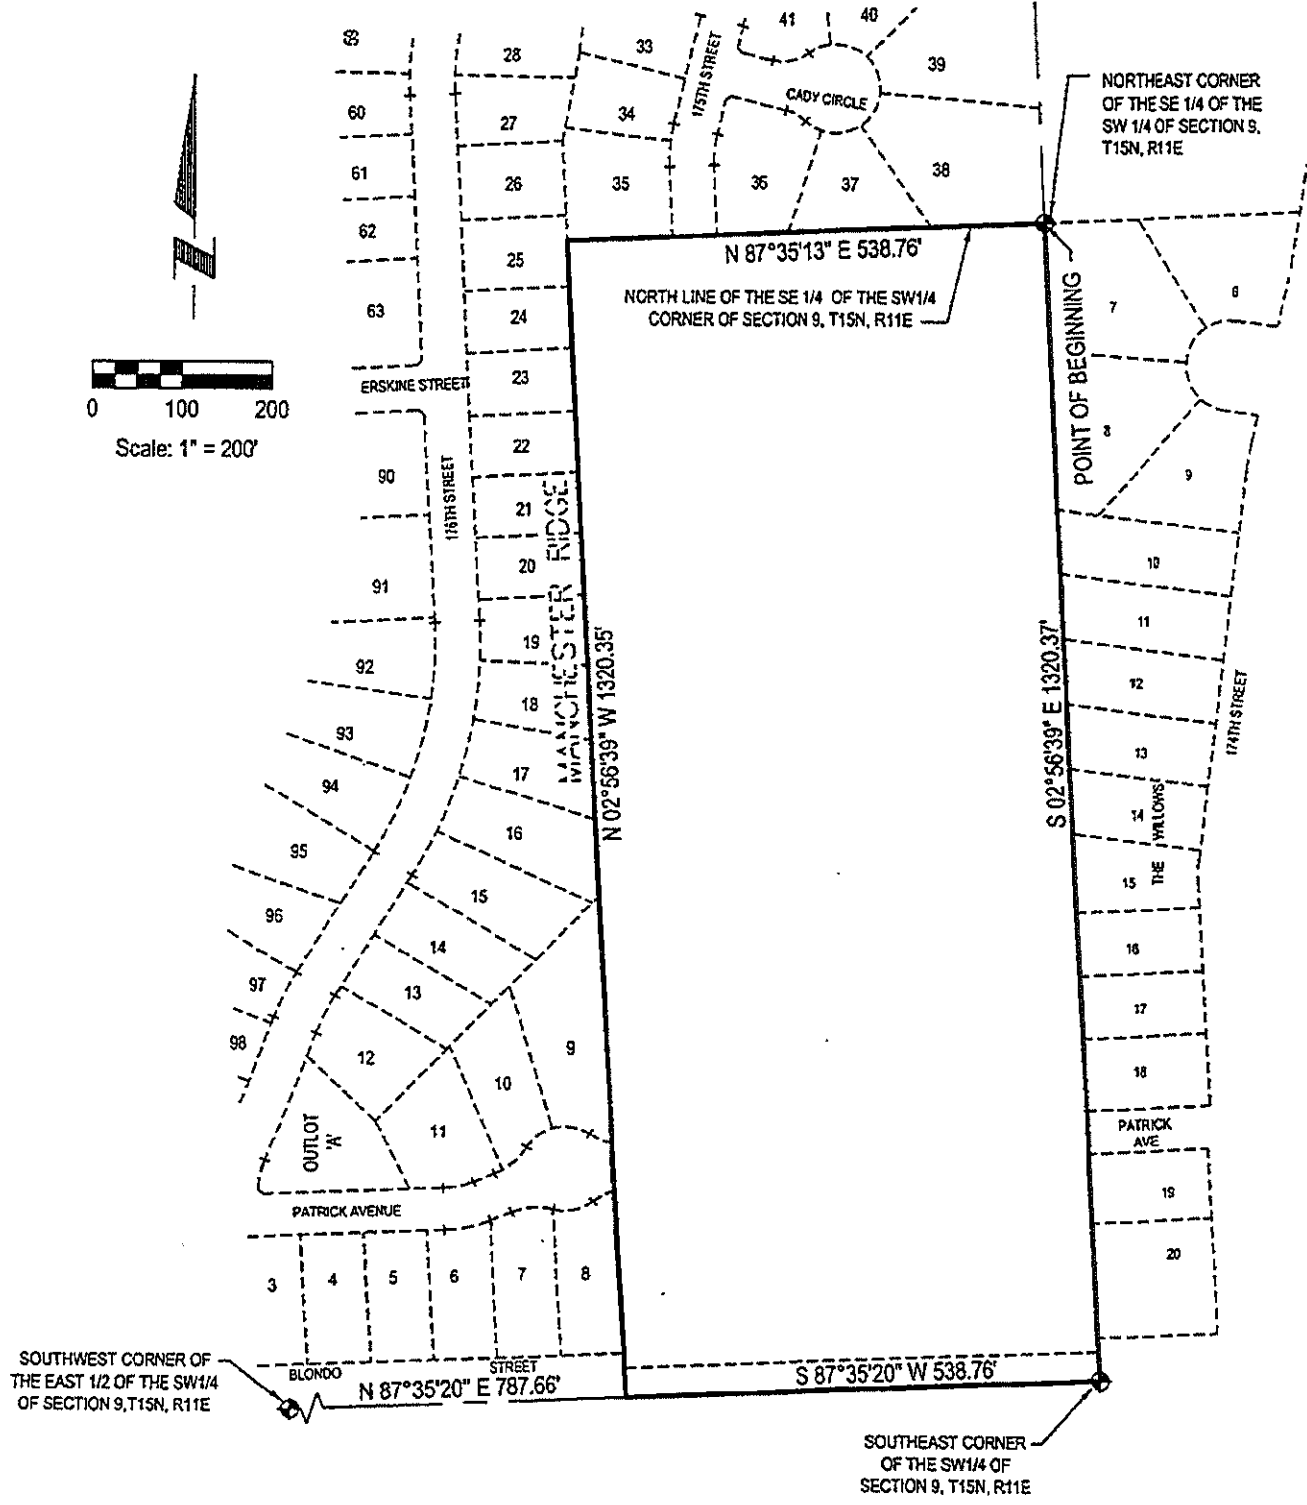 41
40
59
28
33
39
175TH STREET
CADY CIRCLE
NORTHEAST CORNER
OF THE SE 1/4 OF THE
SW 1/4 OF SECTION 9,
T15N, R11E
60
27
34
61
26
35
36
37
38
62
25
N 87°35'13" E 538.76'
NORTH LINE OF THE SE 1/4 OF THE SW1/4
CORNER OF SECTION 9, T15N, R11E
POINT OF BEGINNING
7
6
63
24
0 100 200
Scale: 1" = 200'
ERSKINE STREET
23
22
8
9
90
176TH STREET
21
20
MANCHESTER RIDGE
10
91
19
11
92
18
N 02°56'39" W 1320.35'
S 02°56'39" E 1320.37'
12
174TH STREET
93
17
13
94
16
14
THE WILLOWS
95
15
15
96
14
16
97
13
17
98
12
10
9
18
OUTLOT
'A'
11
PATRICK
AVE
PATRICK AVENUE
19
3
4
5
6
7
8
20
SOUTHWEST CORNER OF
THE EAST 1/2 OF THE SW1/4
OF SECTION 9,T15N, R11E
BLONDO STREET
N 87°35'20" E 787.66'
S 87°35'20" W 538.76'
SOUTHEAST CORNER
OF THE SW1/4 OF
SECTION 9, T15N, R11E